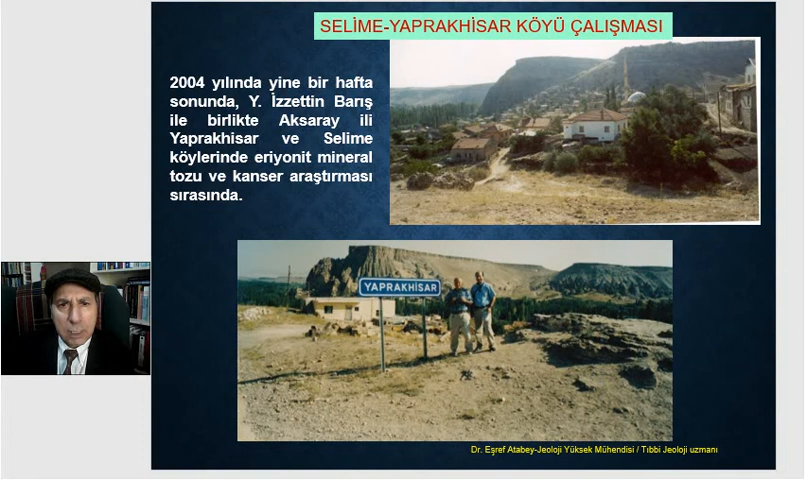 SELİME-YAPRAKHİSAR KÖYÜ ÇALIŞMASI
2004 yılında yine bir hafta
sonunda, Y. İzzettin Barış
ile birlikte Aksaray ili
Yaprakhisar ve Selime
köylerinde eriyonit mineral
tozu ve kanser araştırması
sırasında.
YAPRAKHİSAR
Dr. Eşref Atabey-Jeoloji Yüksek Mühendisi / Tıbbi Jeoloji uzmanı